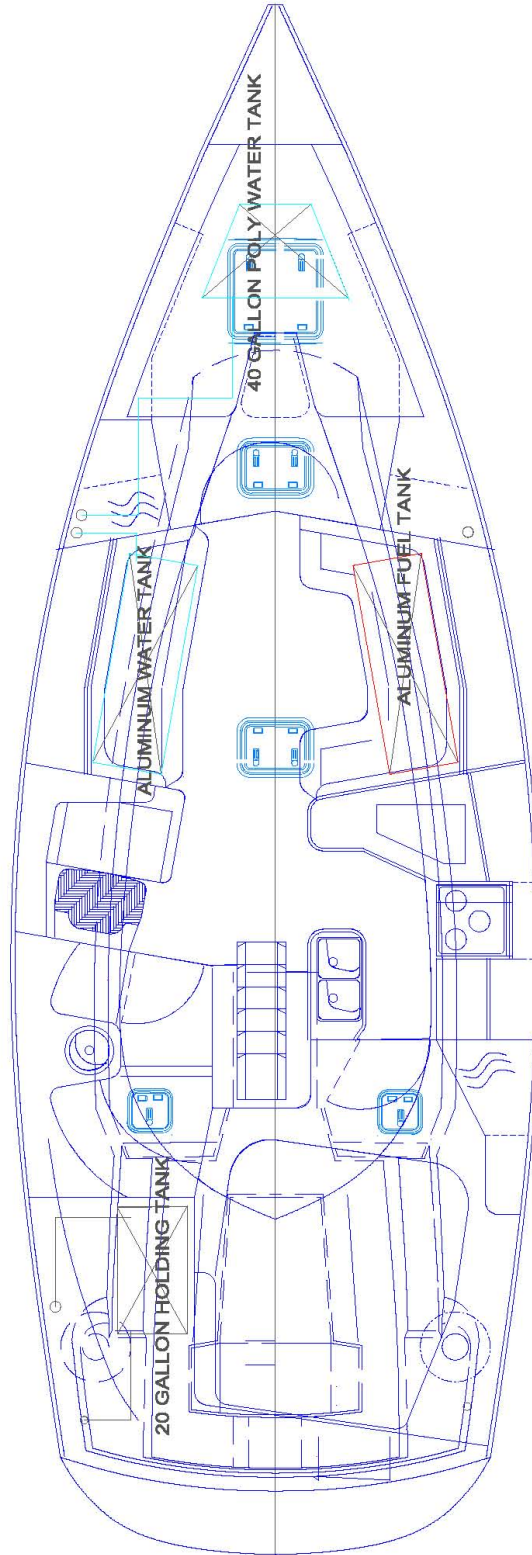 40 GALLON POLY WATER TANK
ALUMINUM WATER TANK
ALUMINUM FUEL TANK
20 GALLON HOLDING TANK